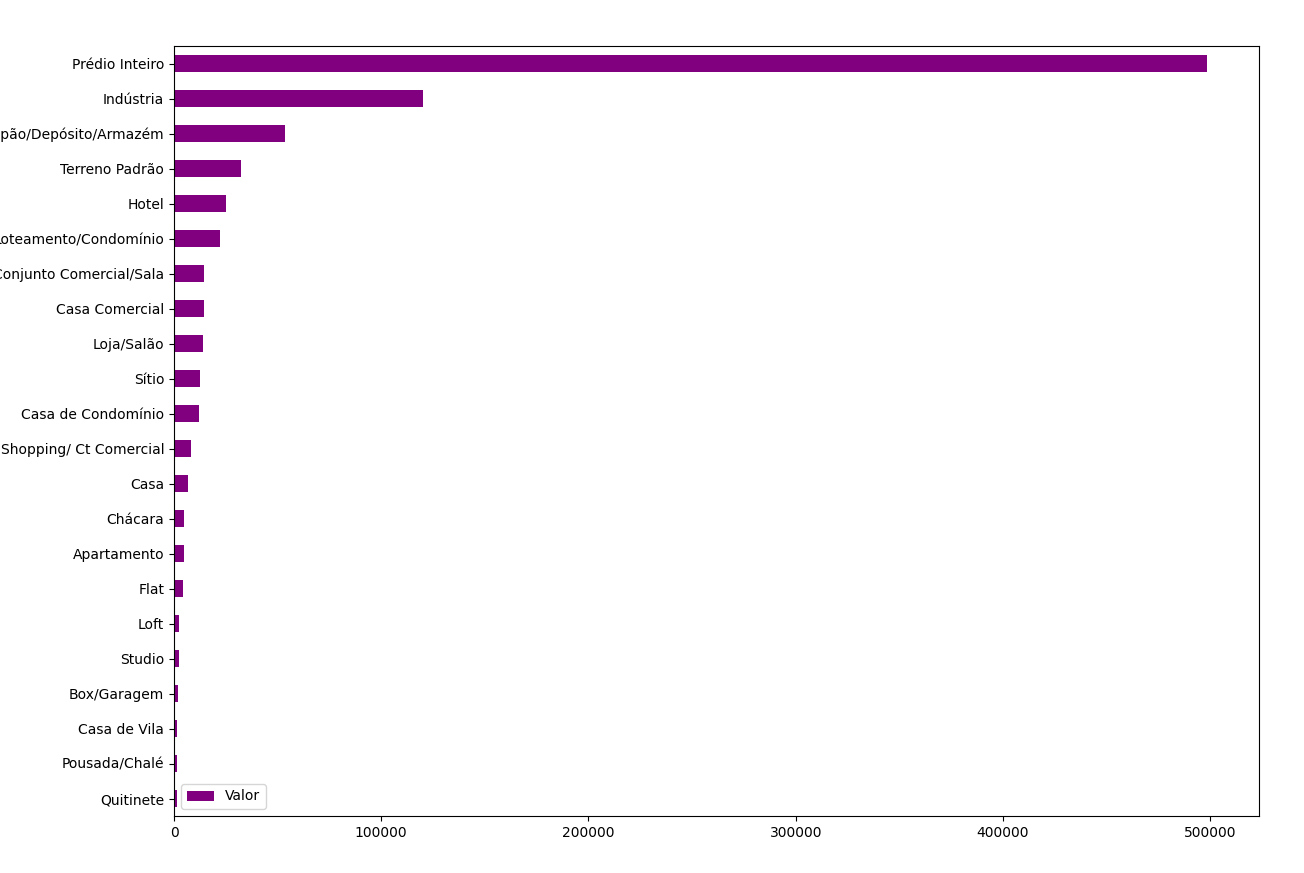 Prédio Inteiro
Indústria
pão/Depósito/Armazém
Terreno Padrão
Hotel
oteamento/Condomínio
Conjunto Comercial/Sala
Casa Comercial
Loja/Salão
Sítio
Casa de Condomínio
Shopping/ Ct Comercial
Casa
Chácara
Apartamento
Flat
Loft
Studio
Box/Garagem
Casa de Vila
Pousada/Chalé
Quitinete
Valor
0 100000 200000 300000 400000 500000